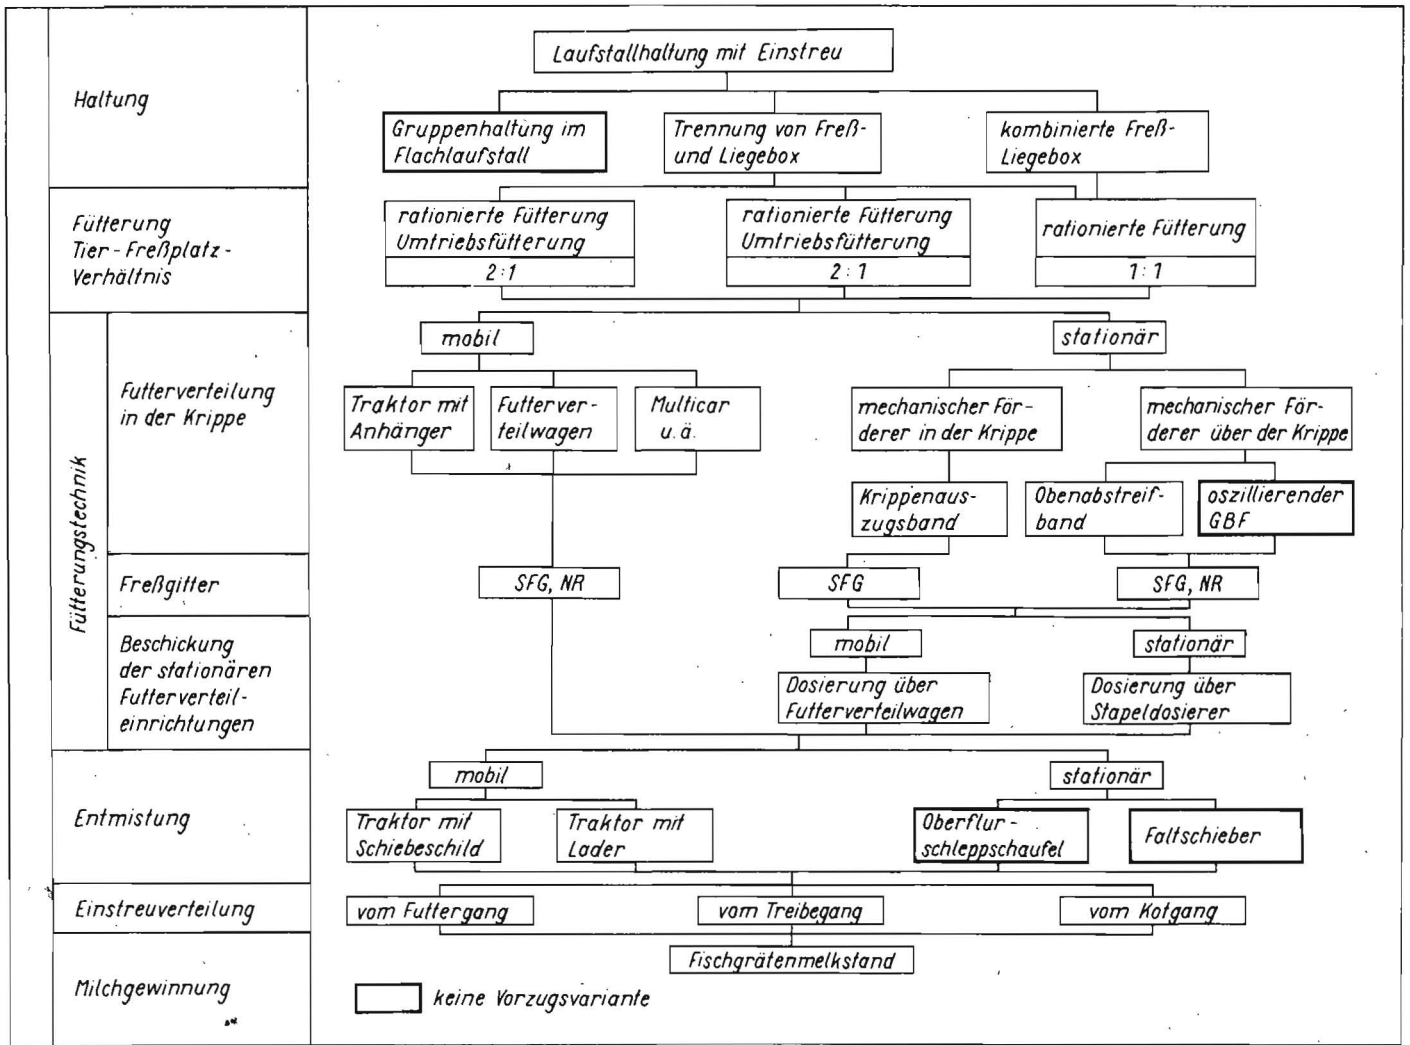 Laufstallhaltung mit Einstreu
Haltung
Gruppenhaltung im
Flachlaufstall
Trennung von Freß-
und Liegebox
kombinierte Freß-
Liegebox
Fütterung
Tier-Freßplatz-
Verhältnis
rationierte Fütterung
Umtriebsfütterung
2:1
rationierte Fütterung
Umtriebsfütterung
2:1
rationierte Fütterung
1:1
Fütterungstechnik
mobil
stationär
Futterverteilung
in der Krippe
Traktor mit
Anhänger
Futterver-
teilwagen
Multicar
u. ä.
mechanischer För-
derer in der Krippe
mechanischer För-
derer über der Krippe
Krippenaus-
zugsband
Obenabstreif-
band
oszillierender
GBF
Freßgitter
SFG, NR
SFG
SFG, NR
Beschickung
der stationären
Futterverteil-
einrichtungen
mobil
stationär
Dosierung über
Futterverteilwagen
Dosierung über
Stapeldosierer
Entmistung
mobil
stationär
Traktor mit
Schiebeschild
Traktor mit
Lader
Oberflur-
schleppschaufel
Faltschieber
Einstreuverteilung
vom Futtergang
vom Treibegang
vom Kotgang
Milchgewinnung
Fischgrätenmelkstand
keine Vorzugsvariante